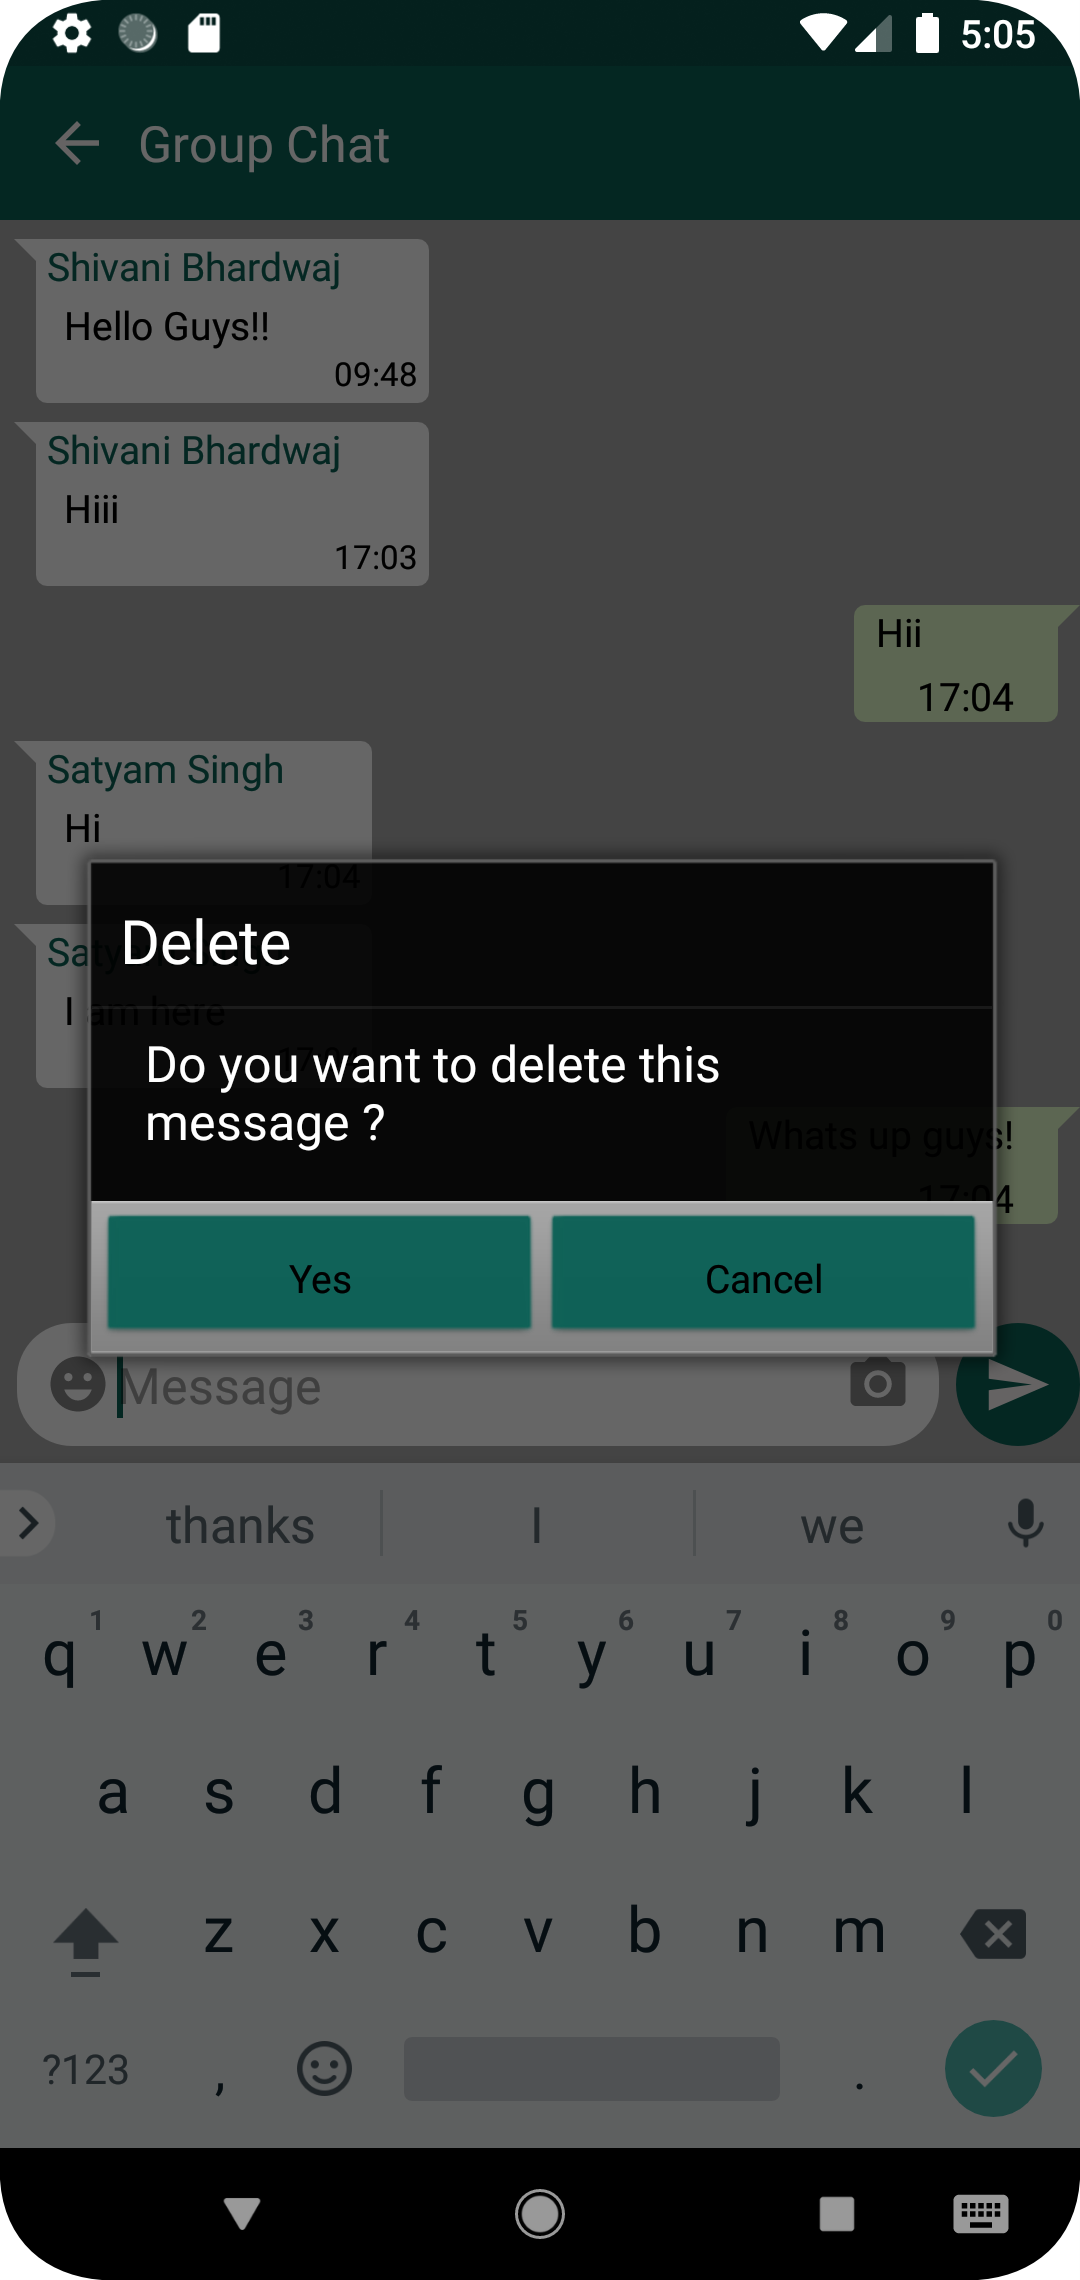 5:05
Group Chat
Shivani Bhardwaj
Hello Guys!!
09:48
Shivani Bhardwaj
Hiii
17:03
Hii
17:04
Satyam Singh
Hi
17:04
I am here
Delete
Do you want to delete this
message ?
Whats up guys!
17:04
Yes
Cancel
Message
thanks I we
1 2 3 4 5 6 7 8 9 0
q w e r t y u i o p
a s d f g h j k l
z x c v b n m
?123 , .